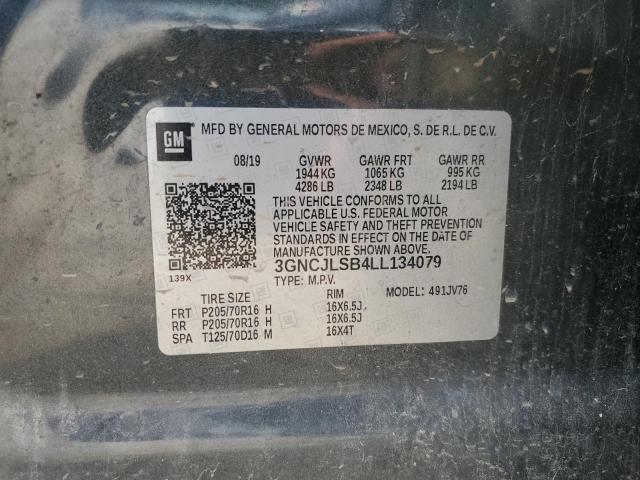 GM
MFD BY GENERAL MOTORS DE MEXICO, S. DE R.L. DE C.V.
08/19 GVWR GAWR FRT GAWR RR
1944 KG 1065 KG 995 KG
4286 LB 2348 LB 2194 LB
THIS VEHICLE CONFORMS TO ALL
APPLICABLE U.S. FEDERAL MOTOR
VEHICLE SAFETY AND THEFT PREVENTION
STANDARDS IN EFFECT ON THE DATE OF
MANUFACTURE SHOWN ABOVE.
139X
3GNCJLSB4LL134079
TYPE: M.P.V. MODEL: 491JV76
TIRE SIZE RIM
FRT P205/70R16 H 16X6.5J
RR P205/70R16 H 16X6.5J
SPA T125/70D16 M 16X4T